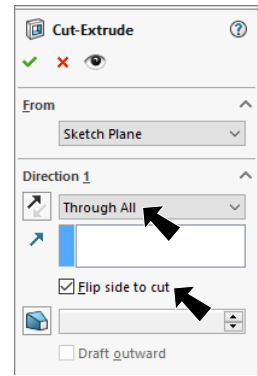 Cut-Extrude
From
Sketch Plane
Direction 1
Through All
Flip side to cut
Draft outward